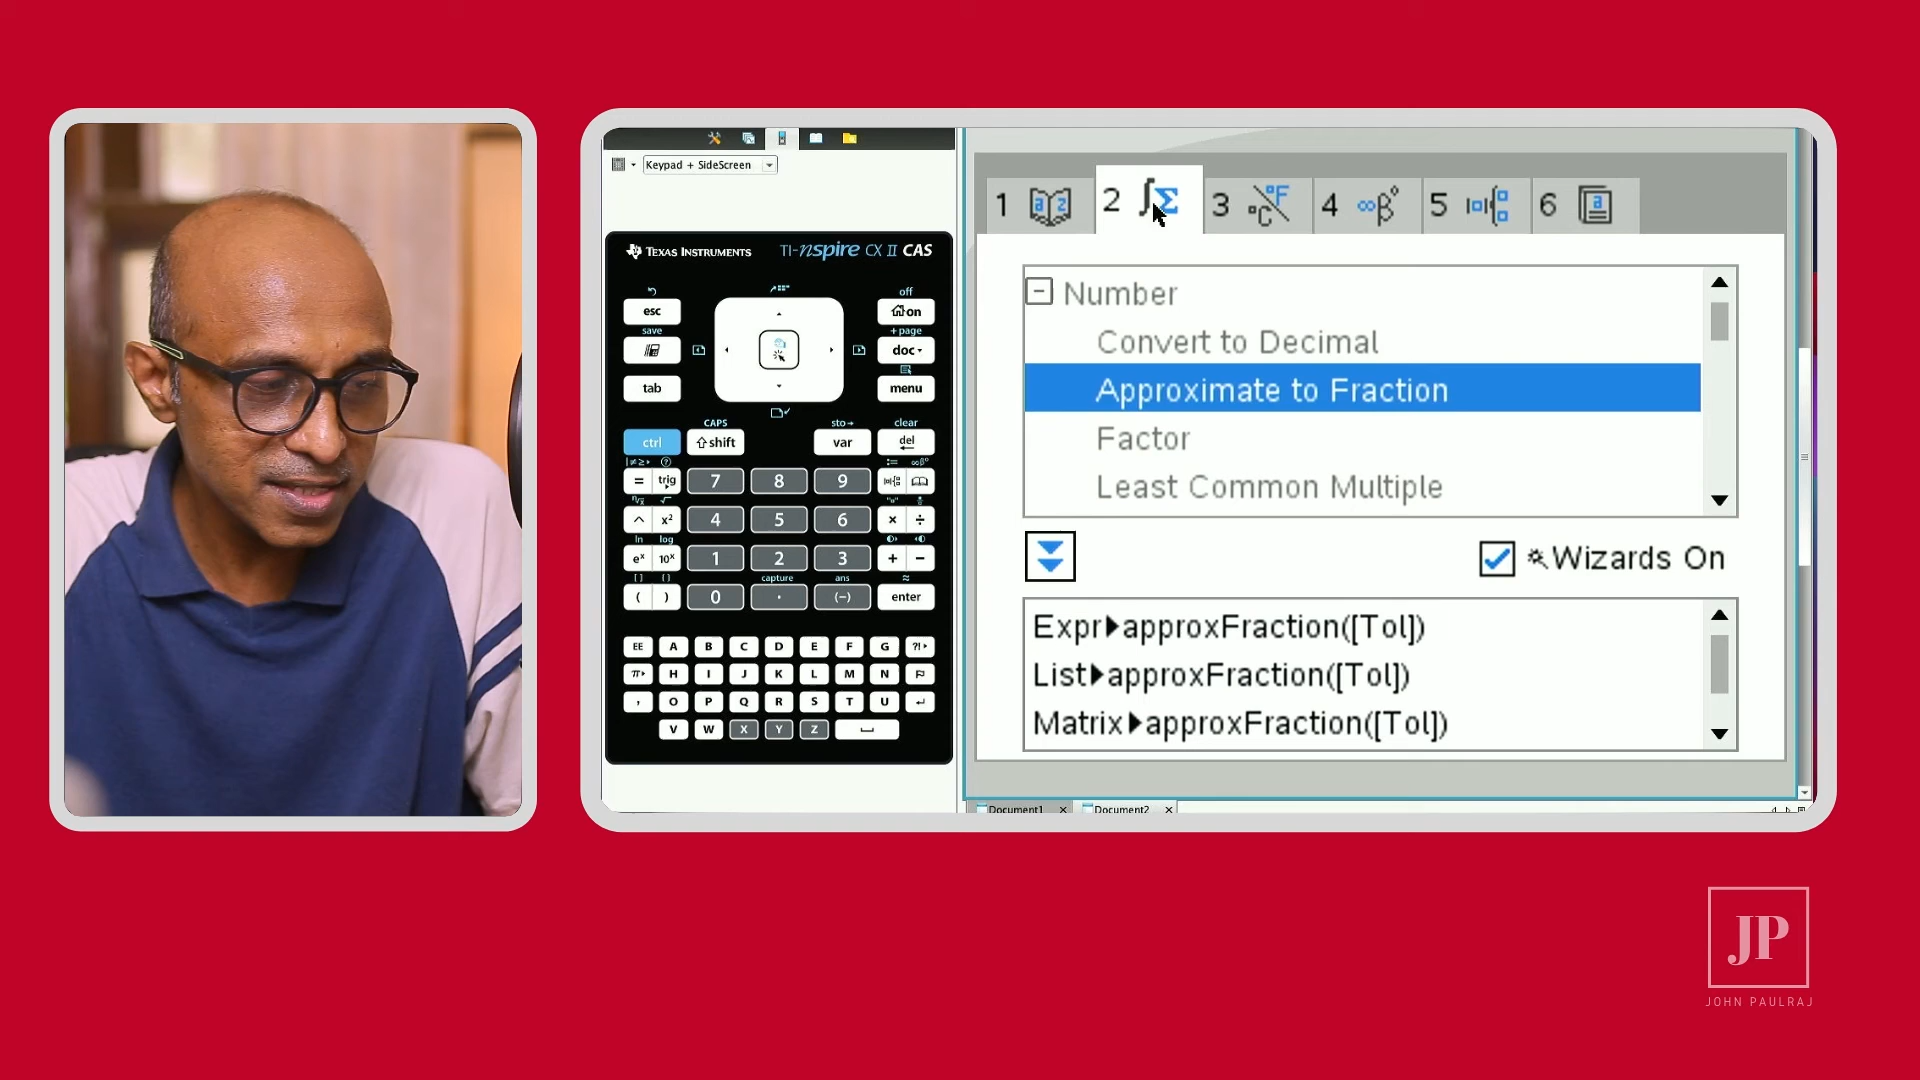 Keypad + SideScreen
TEXAS INSTRUMENTS
TI-nspire CX II CAS
off
esc
on
save
+page
doc
tab
menu
CAPS
sto→
clear
ctrl
shift
var
del
= trig 7 8 9
n√x √
^ x² 4 5 6 × ÷
ln log
eˣ 10ˣ 1 2 3 + −
[ ] { } capture ans ≈
( ) 0 . (−) enter
EE A B C D E F G ?!▸
π▸ H I J K L M N
, O P Q R S T U
V W X Y Z
1 a z
2 ∫Σ
3 °C °F
4 ∞β°
5
6 a
Number
Convert to Decimal
Approximate to Fraction
Factor
Least Common Multiple
Wizards On
Expr▶approxFraction([Tol])
List▶approxFraction([Tol])
Matrix▶approxFraction([Tol])
Document1
Document2
JP
JOHN PAULRAJ